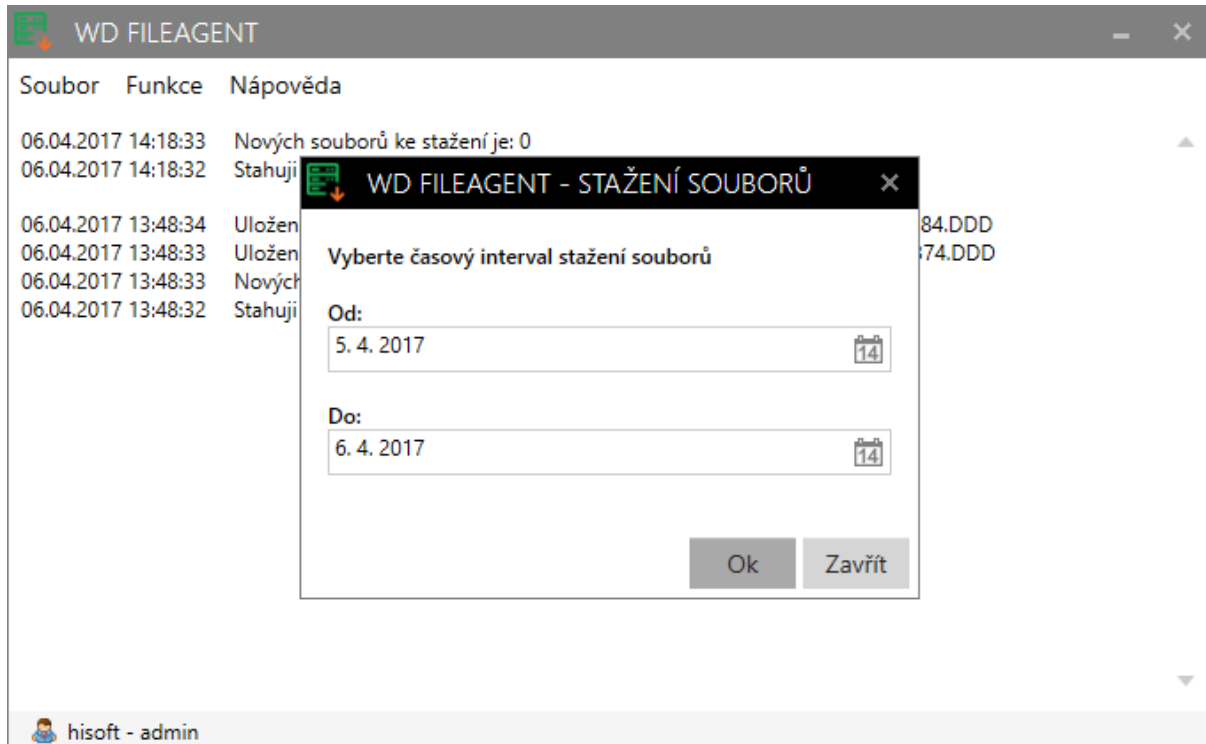 WD FILEAGENT
Soubor Funkce Nápověda
06.04.2017 14:18:33 Nových souborů ke stažení je: 0
06.04.2017 14:18:32 Stahuji
06.04.2017 13:48:34 84.DDD
06.04.2017 13:48:33 74.DDD
06.04.2017 13:48:33
06.04.2017 13:48:32 Stahuji
WD FILEAGENT - STAŽENÍ SOUBORŮ
Vyberte časový interval stažení souborů
Od:
5. 4. 2017
14
Do:
6. 4. 2017
14
Ok Zavřít
hisoft - admin